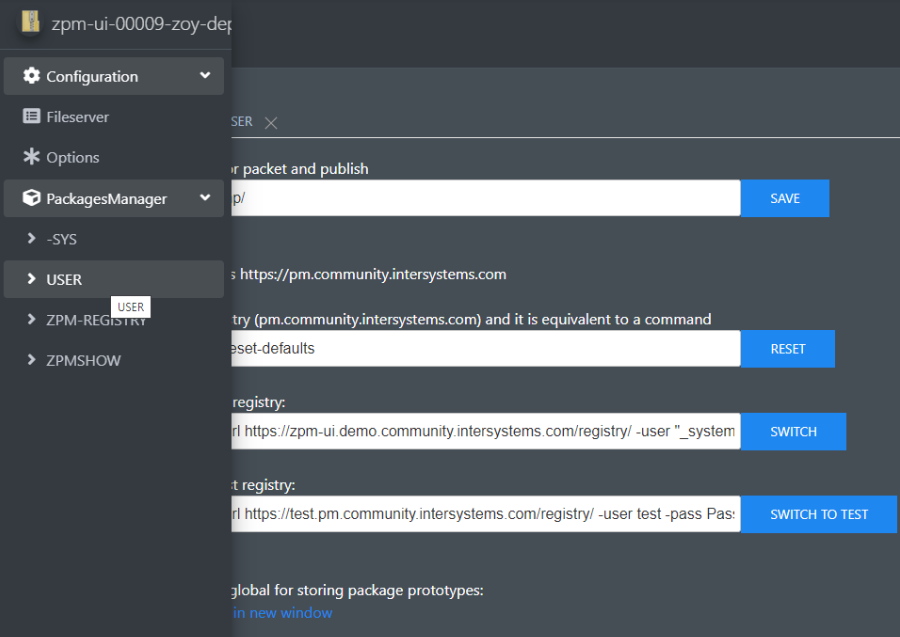 zpm-ui-00009-zoy-dep
Configuration
Fileserver
Options
PackagesManager
-SYS
USER
USER
ZPM-REGISTRY
ZPMSHOW
SER
or packet and publish
p/
SAVE
s https://pm.community.intersystems.com
try (pm.community.intersystems.com) and it is equivalent to a command
eset-defaults
RESET
registry:
rl https://zpm-ui.demo.community.intersystems.com/registry/ -user "_system
SWITCH
t registry:
rl https://test.pm.community.intersystems.com/registry/ -user test -pass Pas
SWITCH TO TEST
global for storing package prototypes:
in new window